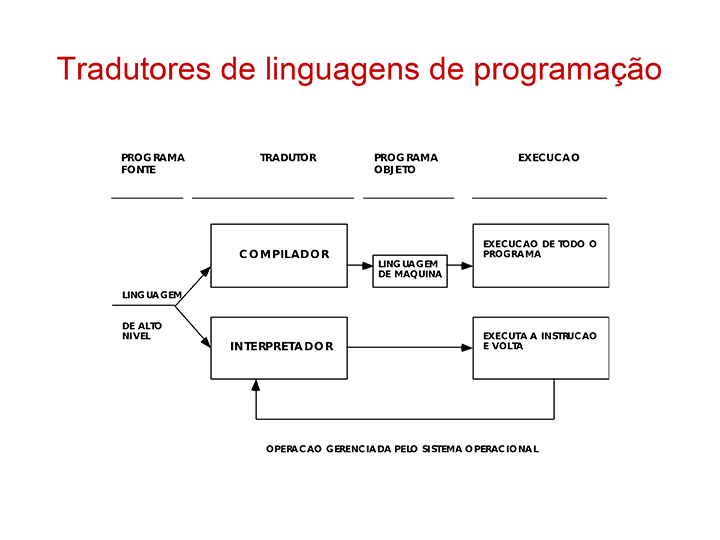 Tradutores de linguagens de programação
PROGRAMA
FONTE
TRADUTOR
PROGRAMA
OBJETO
EXECUCAO
COMPILADOR
LINGUAGEM
DE MAQUINA
EXECUCAO DE TODO O
PROGRAMA
LINGUAGEM
DE ALTO
NIVEL
INTERPRETADOR
EXECUTA A INSTRUCAO
E VOLTA
OPERACAO GERENCIADA PELO SISTEMA OPERACIONAL